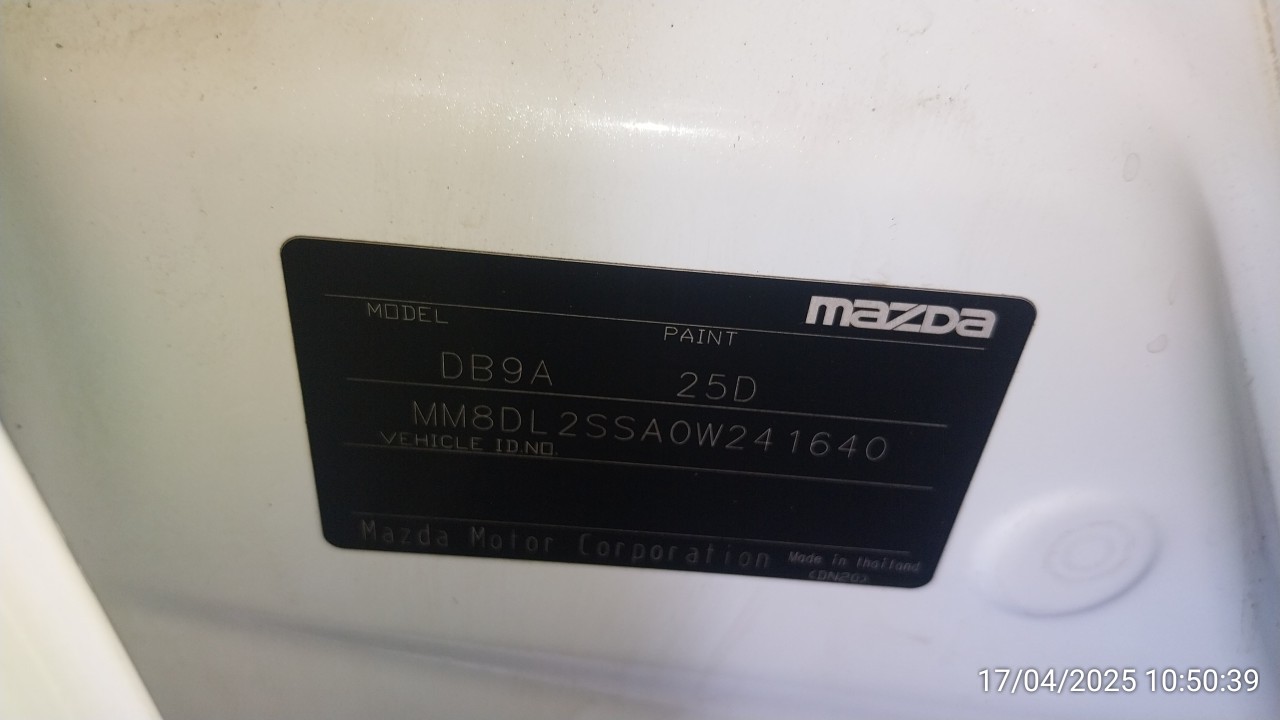 mazda
MODEL PAINT
DB9A 25D
MM8DL2SSA0W241640
VEHICLE ID.NO.
Mazda Motor Corporation Made in thailand
<DN20>
17/04/2025 10:50:39